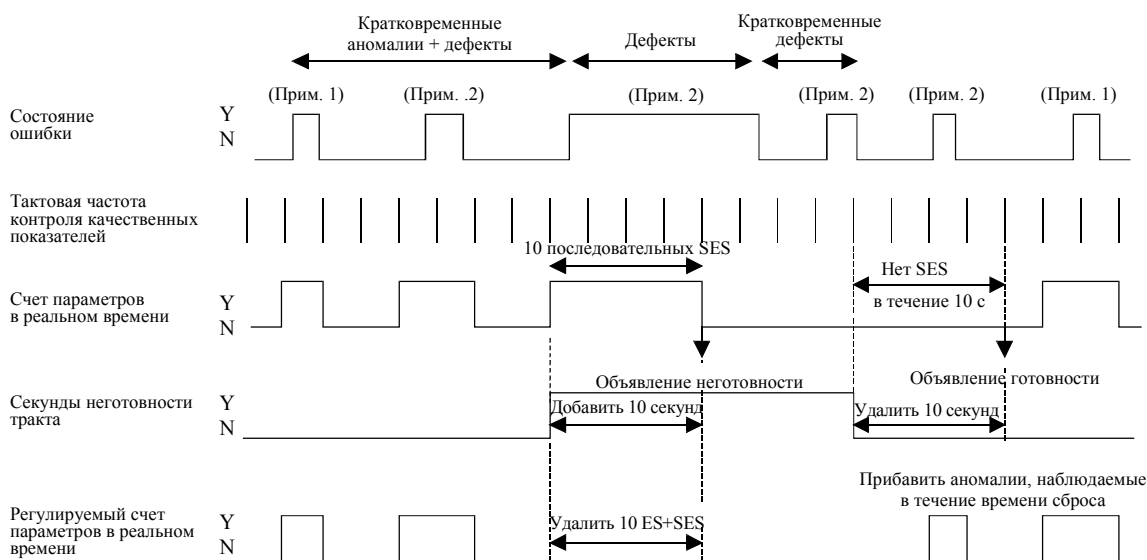 Кратковременные
аномалии + дефекты
Дефекты
Кратковременные
дефекты
(Прим. 1)
(Прим. .2)
(Прим. 2)
(Прим. 2)
(Прим. 2)
(Прим. 1)
Состояние
ошибки
Y
N
Тактовая частота
контроля качественных
показателей
10 последовательных SES
Нет SES
в течение 10 с
Счет параметров
в реальном времени
Y
N
Объявление неготовности
Объявление готовности
Секунды неготовности
тракта
Y
N
Добавить 10 секунд
Удалить 10 секунд
Прибавить аномалии, наблюдаемые
в течение времени сброса
Регулируемый счет
параметров в реальном
времени
Y
N
Удалить 10 ES+SES